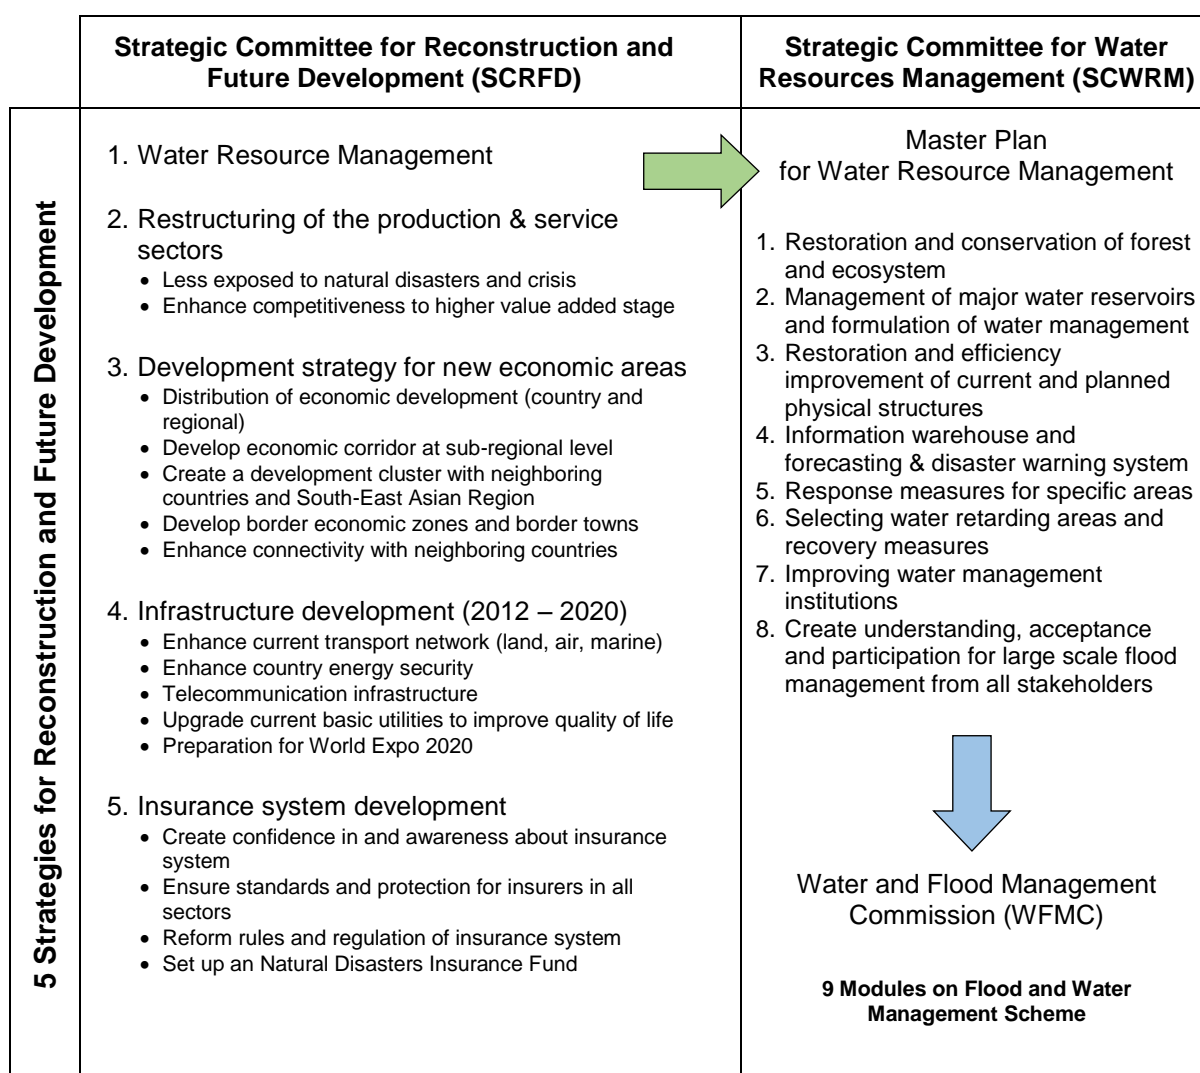 Strategic Committee for Reconstruction and
Future Development (SCRFD)
Strategic Committee for Water
Resources Management (SCWRM)
5 Strategies for Reconstruction and Future Development
1. Water Resource Management
2. Restructuring of the production & service
sectors
• Less exposed to natural disasters and crisis
• Enhance competitiveness to higher value added stage
3. Development strategy for new economic areas
• Distribution of economic development (country and
regional)
• Develop economic corridor at sub-regional level
• Create a development cluster with neighboring
countries and South-East Asian Region
• Develop border economic zones and border towns
• Enhance connectivity with neighboring countries
4. Infrastructure development (2012 – 2020)
• Enhance current transport network (land, air, marine)
• Enhance country energy security
• Telecommunication infrastructure
• Upgrade current basic utilities to improve quality of life
• Preparation for World Expo 2020
5. Insurance system development
• Create confidence in and awareness about insurance
system
• Ensure standards and protection for insurers in all
sectors
• Reform rules and regulation of insurance system
• Set up an Natural Disasters Insurance Fund
Master Plan
for Water Resource Management
1. Restoration and conservation of forest
and ecosystem
2. Management of major water reservoirs
and formulation of water management
3. Restoration and efficiency
improvement of current and planned
physical structures
4. Information warehouse and
forecasting & disaster warning system
5. Response measures for specific areas
6. Selecting water retarding areas and
recovery measures
7. Improving water management
institutions
8. Create understanding, acceptance
and participation for large scale flood
management from all stakeholders
Water and Flood Management
Commission (WFMC)
9 Modules on Flood and Water
Management Scheme